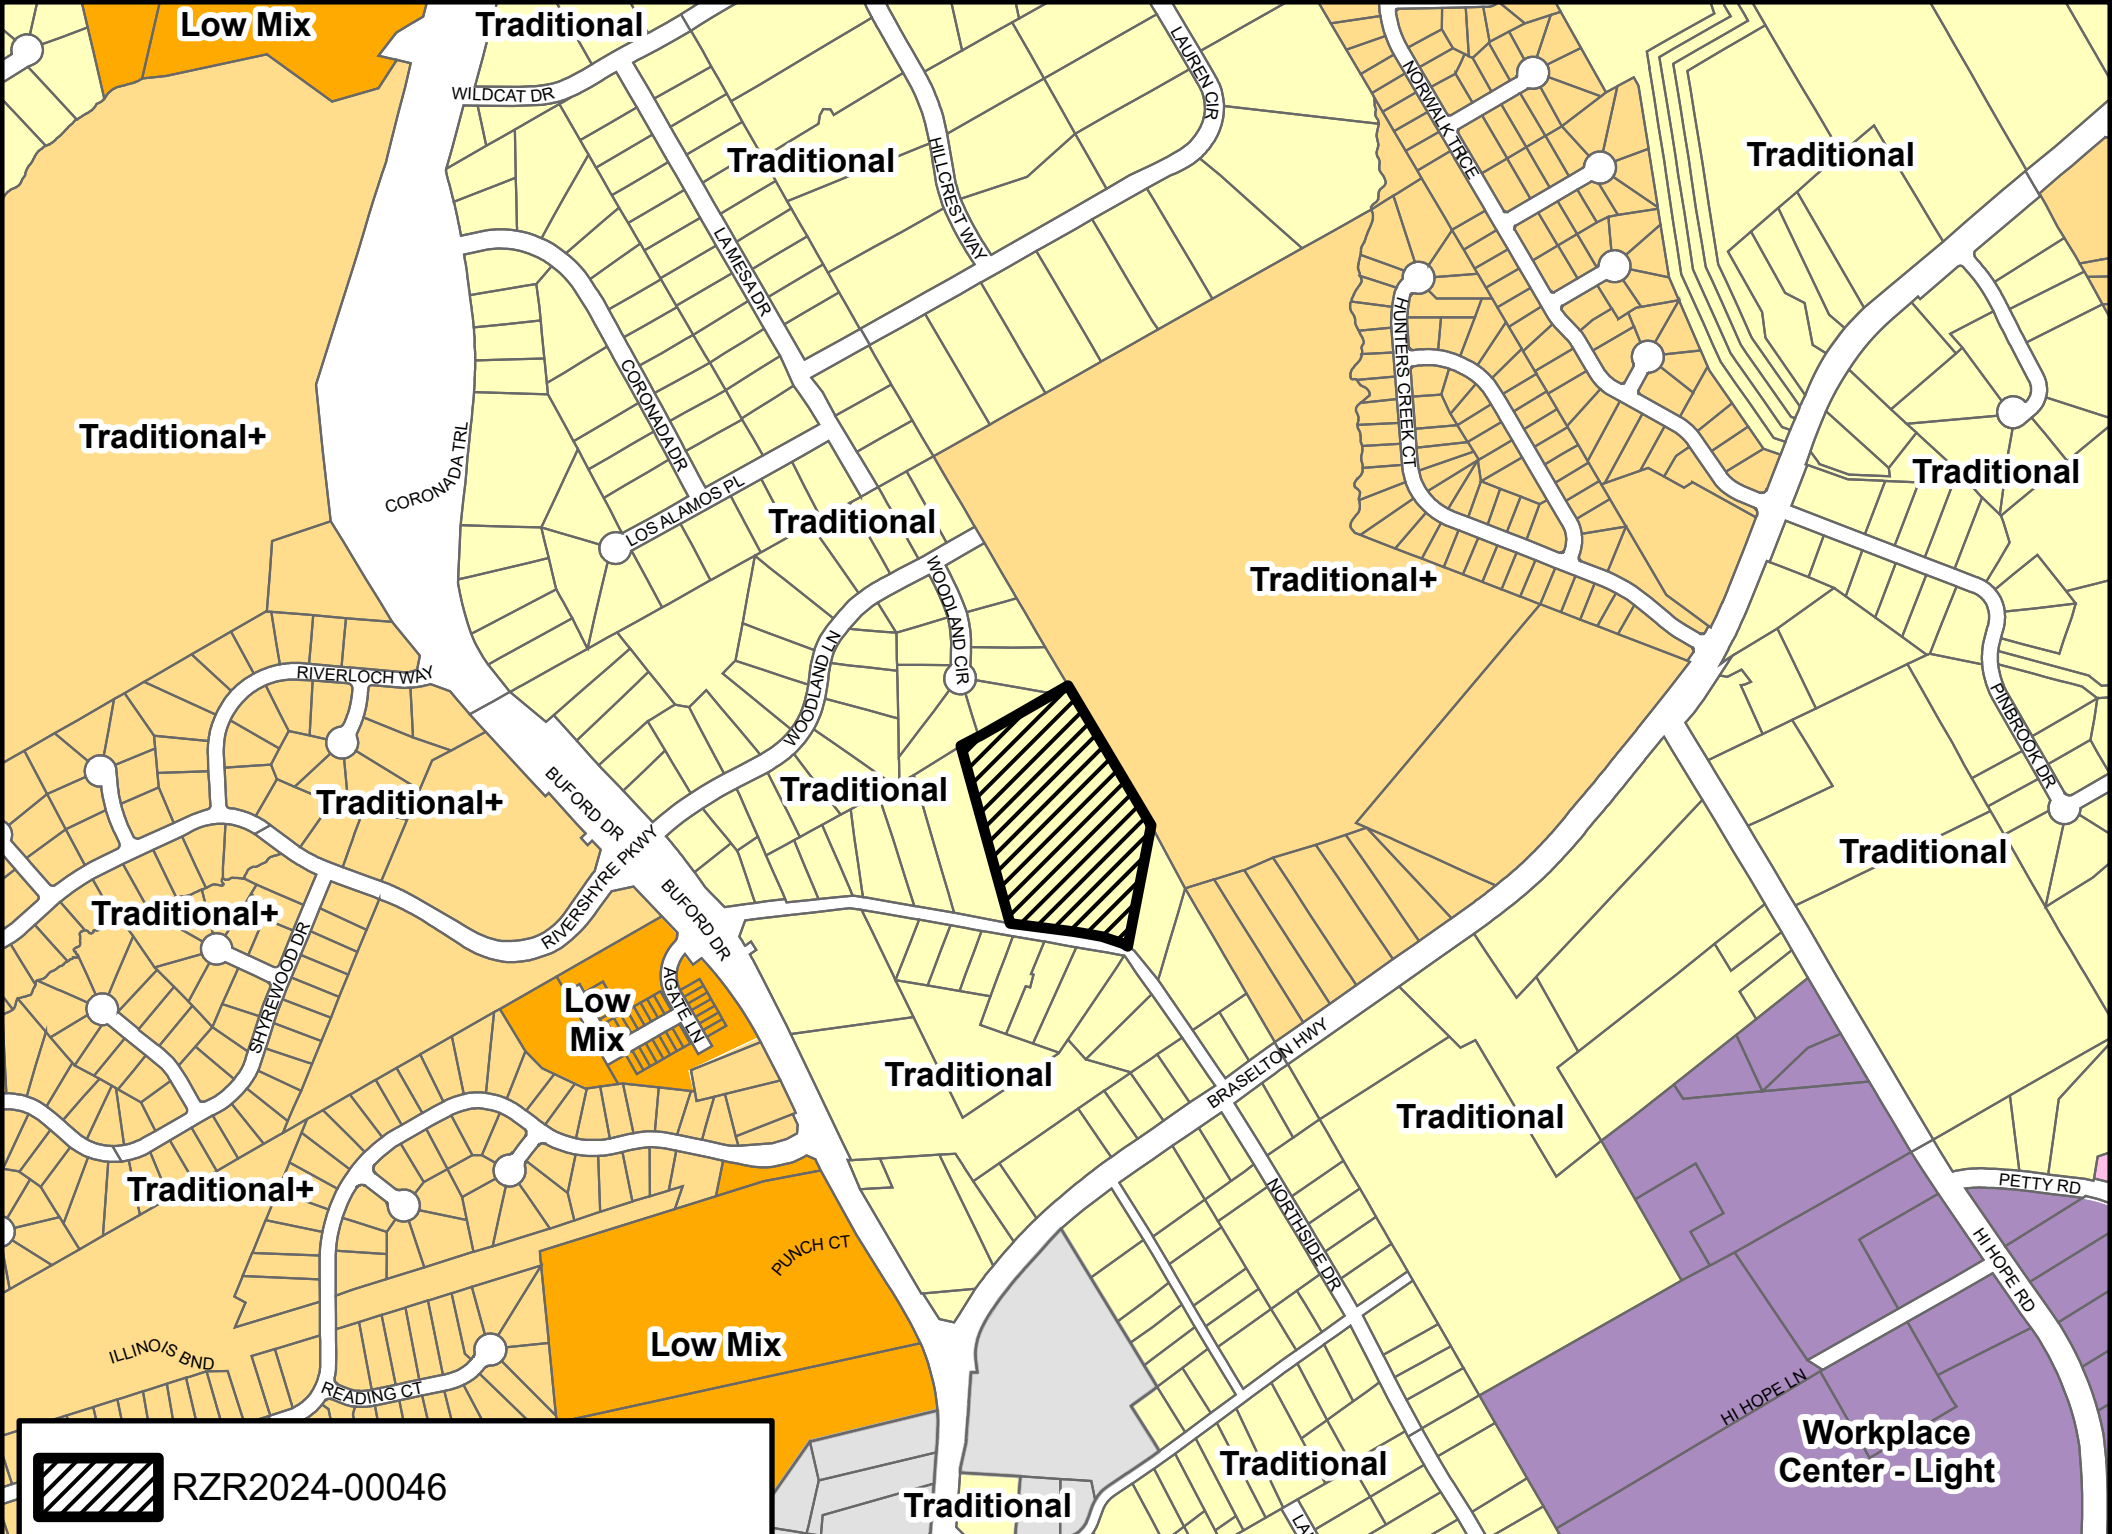 Low Mix
Traditional
WILDCAT DR
LAUREN CIR
NORWALK TRCE
Traditional
HILLCREST WAY
Traditional
LA MESA DR
HUNTERS CREEK CT
CORONADA DR
Traditional+
CORONADA TRL
LOS ALAMOS PL
Traditional
Traditional
WOODLAND CIR
Traditional+
WOODLAND LN
RIVERLOCH WAY
PINBROOK DR
BUFORD DR
Traditional+
Traditional
RIVERSHYRE PKWY
Traditional
Traditional+
BUFORD DR
SHYREWOOD DR
AGATE LN
Low
Mix
Traditional
BRASELTON HWY
Traditional
Traditional+
PETTY RD
NORTHSIDE DR
PUNCH CT
HI HOPE RD
Low Mix
ILLINOIS BND
READING CT
HI HOPE LN
Workplace
Center - Light
Traditional
RZR2024-00046
Traditional
LA